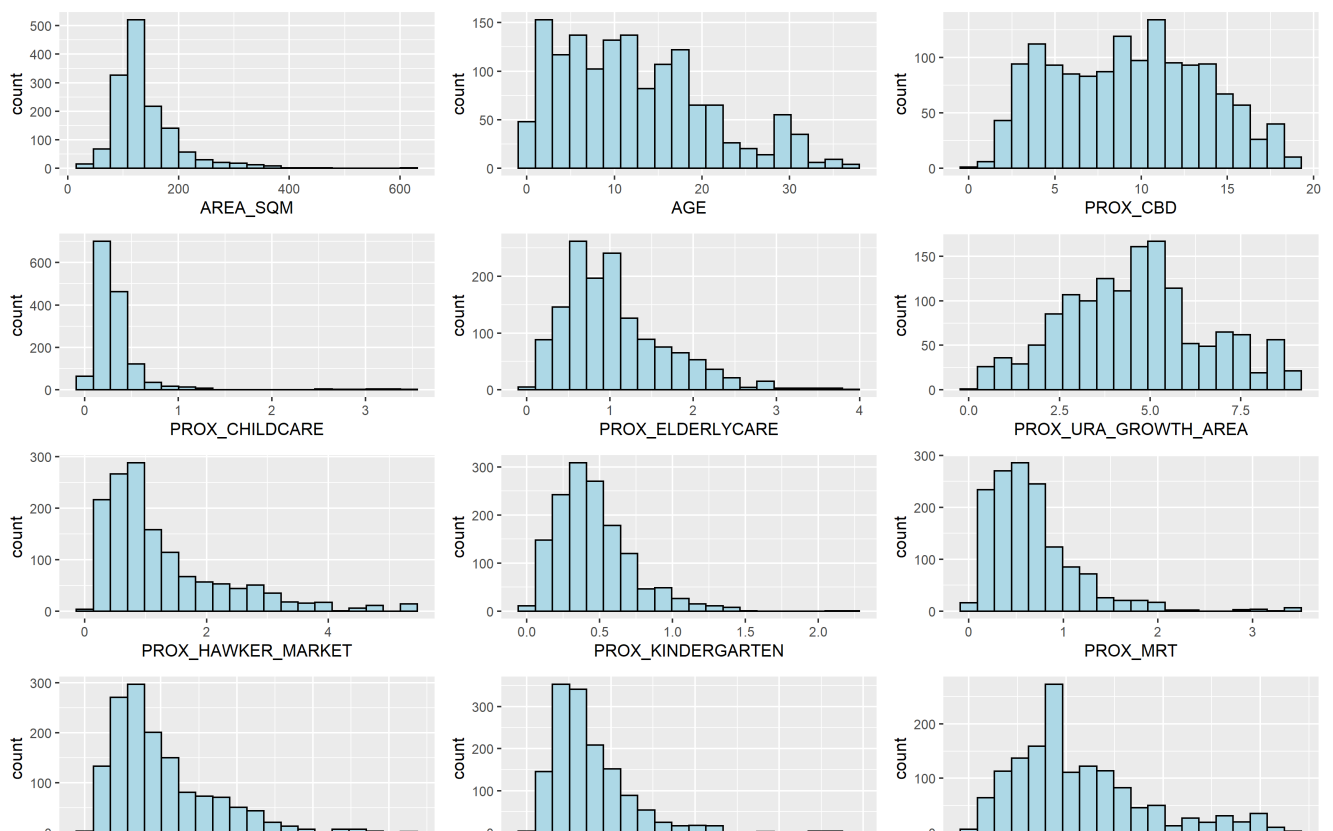 500
400
300
200
100
0
count
0 200 400 600
AREA_SQM
150
100
50
0
count
0 10 20 30
AGE
100
50
0
count
0 5 10 15 20
PROX_CBD
600
400
200
0
count
0 1 2 3
PROX_CHILDCARE
200
100
0
count
0 1 2 3 4
PROX_ELDERLYCARE
150
100
50
0
count
0.0 2.5 5.0 7.5
PROX_URA_GROWTH_AREA
300
200
100
0
count
0 2 4
PROX_HAWKER_MARKET
300
200
100
0
count
0.0 0.5 1.0 1.5 2.0
PROX_KINDERGARTEN
300
200
100
0
count
0 1 2 3
PROX_MRT
300
200
100
count
300
200
100
count
200
100
count